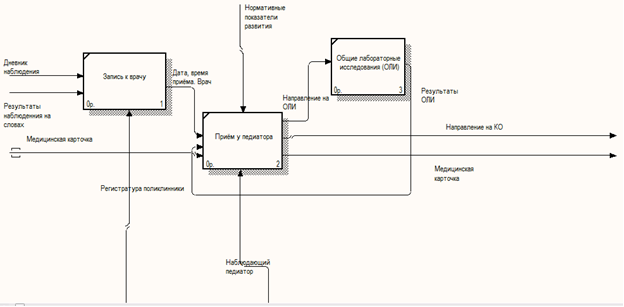 Нормативные
показатели
развития
Дневник
наблюдения
Результаты
наблюдения на
словах
Запись к врачу
0р.
1
Дата, время
приёма. Врач
Общие лабораторные
исследования (ОЛИ)
0р.
3
Направление на
ОЛИ
Результаты
ОЛИ
Медицинская карточка
Приём у педиатора
0р.
2
Направление на КО
Медицинская
карточка
Регистратура поликлинники
Наблюдающий
педиатор